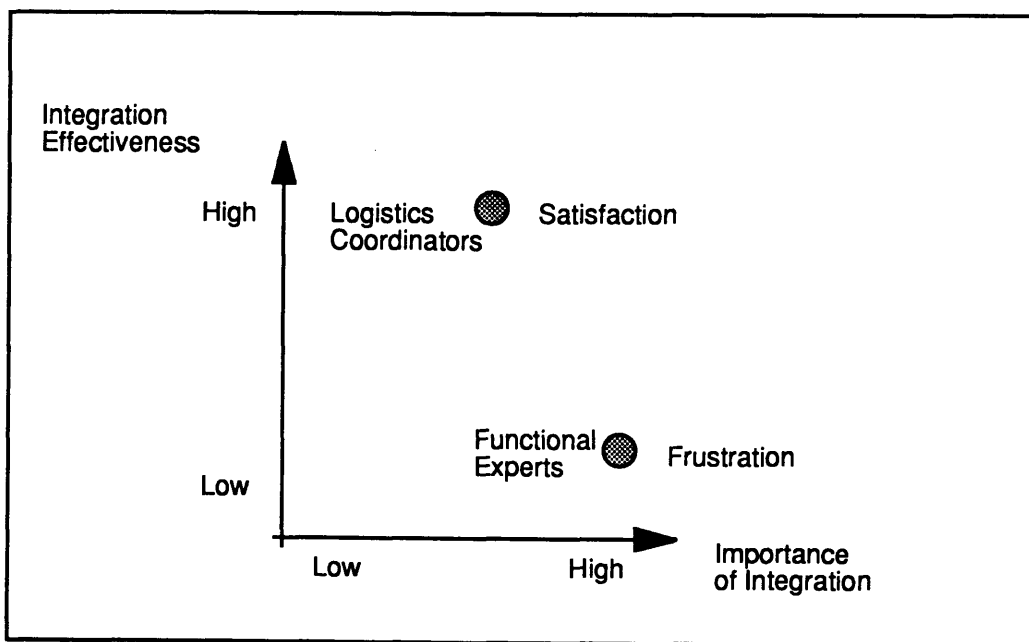 Integration
Effectiveness
High
Logistics
Coordinators
Satisfaction
Functional
Experts
Frustration
Low
Low
High
Importance
of Integration